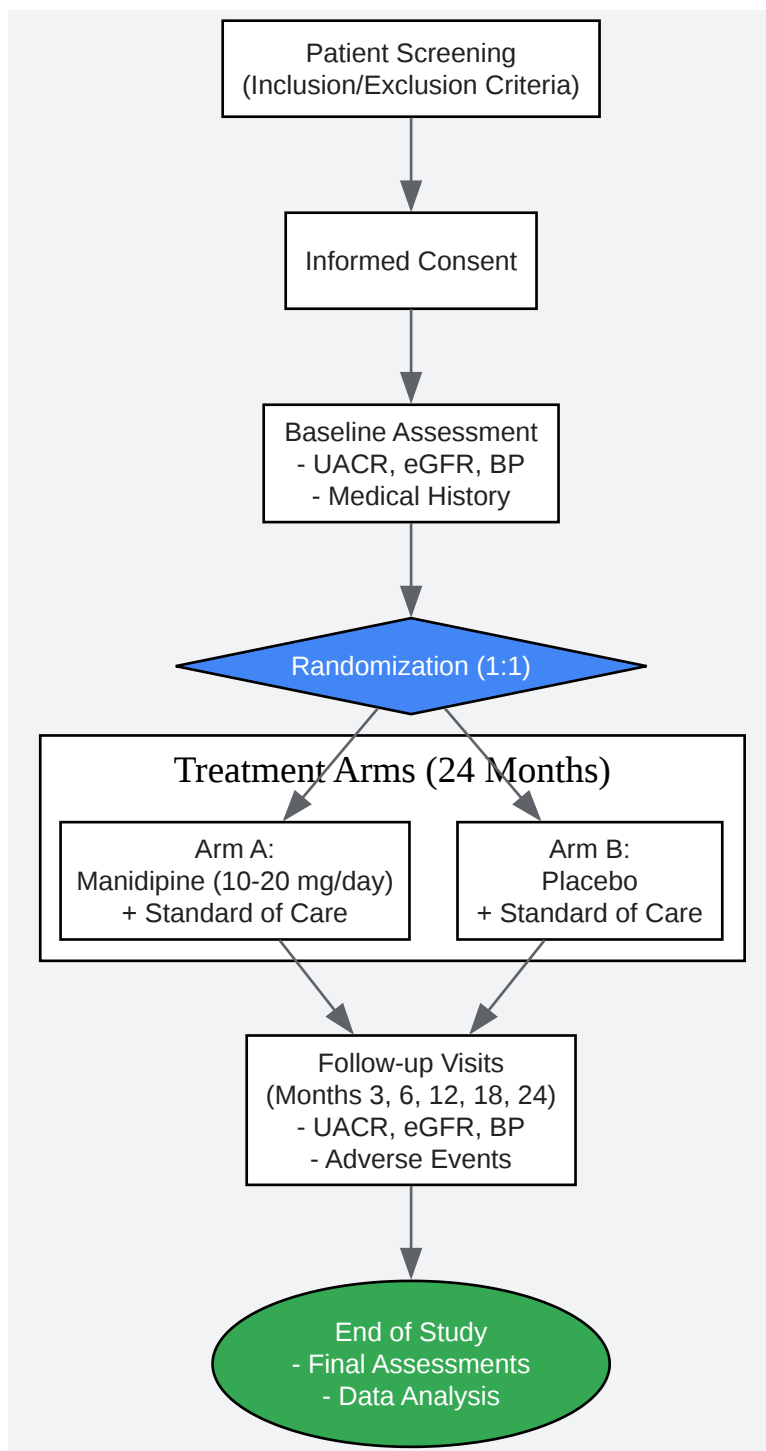 Patient Screening
(Inclusion/Exclusion Criteria)
Informed Consent
Baseline Assessment
- UACR, eGFR, BP
- Medical History
Randomization (1:1)
Treatment Arms (24 Months)
Arm A:
Manidipine (10-20 mg/day)
+ Standard of Care
Arm B:
Placebo
+ Standard of Care
Follow-up Visits
(Months 3, 6, 12, 18, 24)
- UACR, eGFR, BP
- Adverse Events
End of Study
- Final Assessments
- Data Analysis